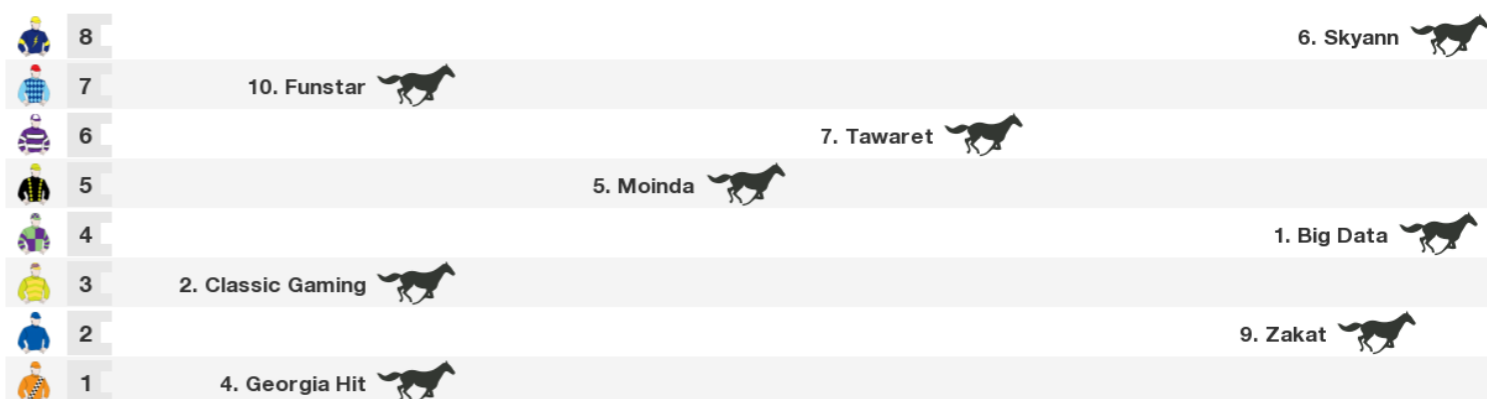 8 6. Skyann
7 10. Funstar
6 7. Tawaret
5 5. Moinda
4 1. Big Data
3 2. Classic Gaming
2 9. Zakat
1 4. Georgia Hit